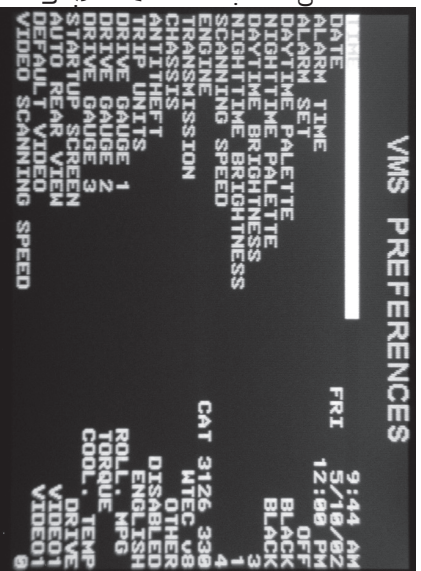 VMS PREFERENCES
TIME 9:44 AM
DATE FRI 5/10/02
ALARM TIME 12:00 PM
ALARM SET OFF
DAYTIME PALETTE BLACK
NIGHTTIME PALETTE BLACK
DAYTIME BRIGHTNESS 3
NIGHTTIME BRIGHTNESS 1
SCANNING SPEED 4
ENGINE CAT 3126 330
TRANSMISSION WTEC v8
CHASSIS OTHER
ANTITHEFT DISABLED
TRIP UNITS ENGLISH
DRIVE GAUGE 1 ROLL. MPG
DRIVE GAUGE 2 TORQUE
DRIVE GAUGE 3 COOL. TEMP
STARTUP SCREEN DRIVE
AUTO REAR VIEW VIDEO1
DEFAULT VIDEO VIDEO1
VIDEO SCANNING SPEED 0